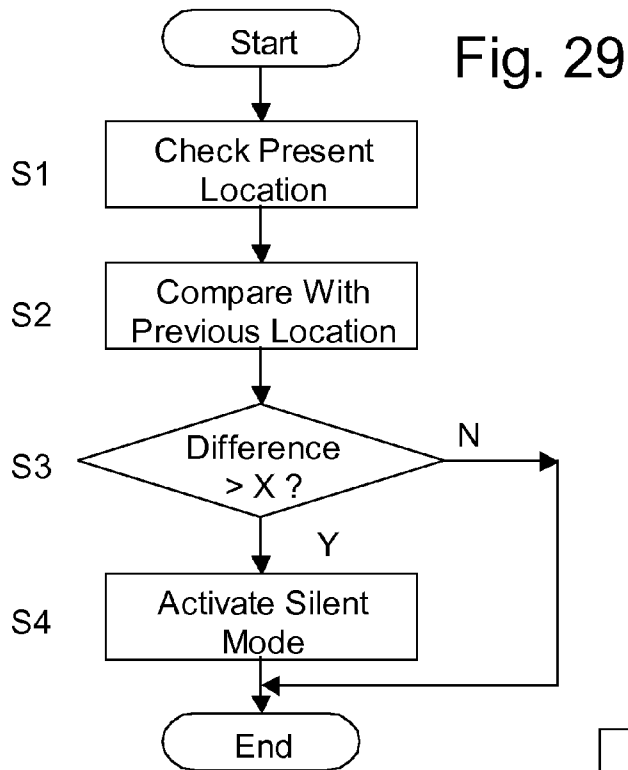 Start
Fig. 29
S1
Check Present
Location
S2
Compare With
Previous Location
S3
Difference
> X ?
N
Y
S4
Activate Silent
Mode
End